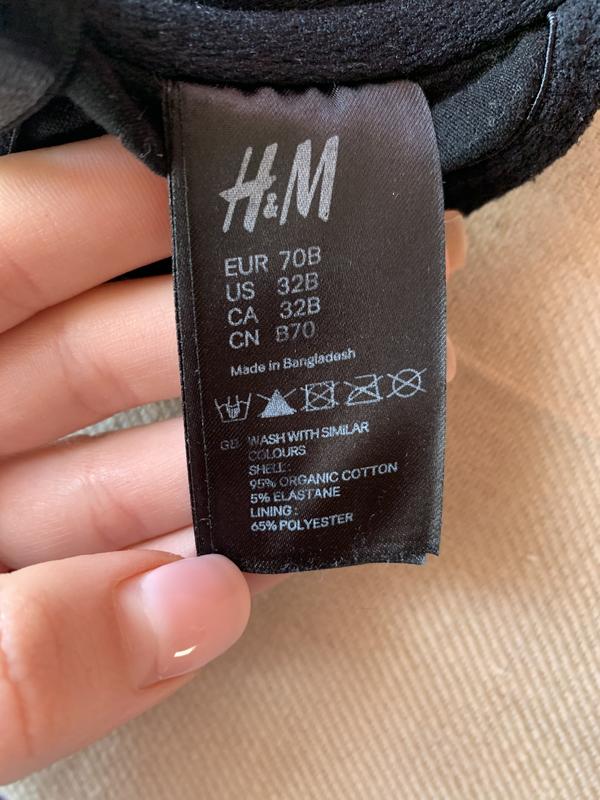 H&M
EUR 70B
US 32B
CA 32B
CN B70
Made in Bangladesh
GB WASH WITH SIMILAR
COLOURS
SHELL:
95% ORGANIC COTTON
5% ELASTANE
LINING:
65% POLYESTER